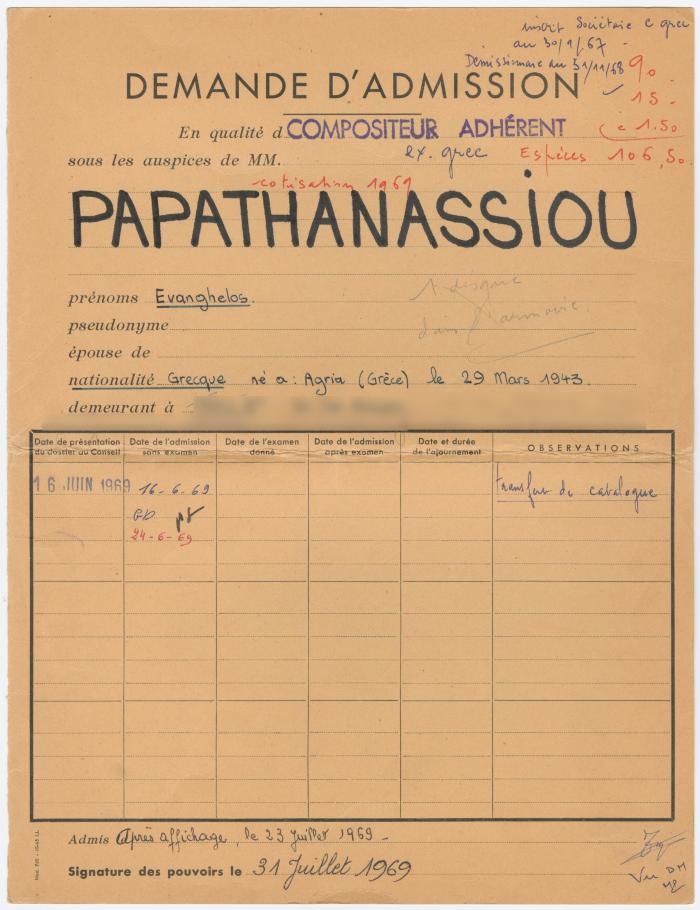 inscrit Sociétaire C grec
au 30/1/67 -
Démissionnaire au 31/11/68
90
DEMANDE D'ADMISSION
15 -
En qualité d COMPOSITEUR ADHÉRENT
c 1.50
sous les auspices de MM. ex. grec Espèces 106,50.
cotisation 1969
PAPATHANASSIOU
prénoms Evanghelos.
pseudonyme
dans
épouse de
nationalité Grecque né à : Agria (Grèce) le 29 Mars 1943.
demeurant à
Date de présentation du dossier au Conseil
Date de l'admission sans examen
Date de l'examen donné
Date de l'admission après examen
Date et durée de l'ajournement
OBSERVATIONS
16 JUIN 1969 16-6-69 transfert de catalogue
24-6-69
Admis après affichage, le 23 Juillet 1969 -
Signature des pouvoirs le 31 Juillet 1969
Vu DM